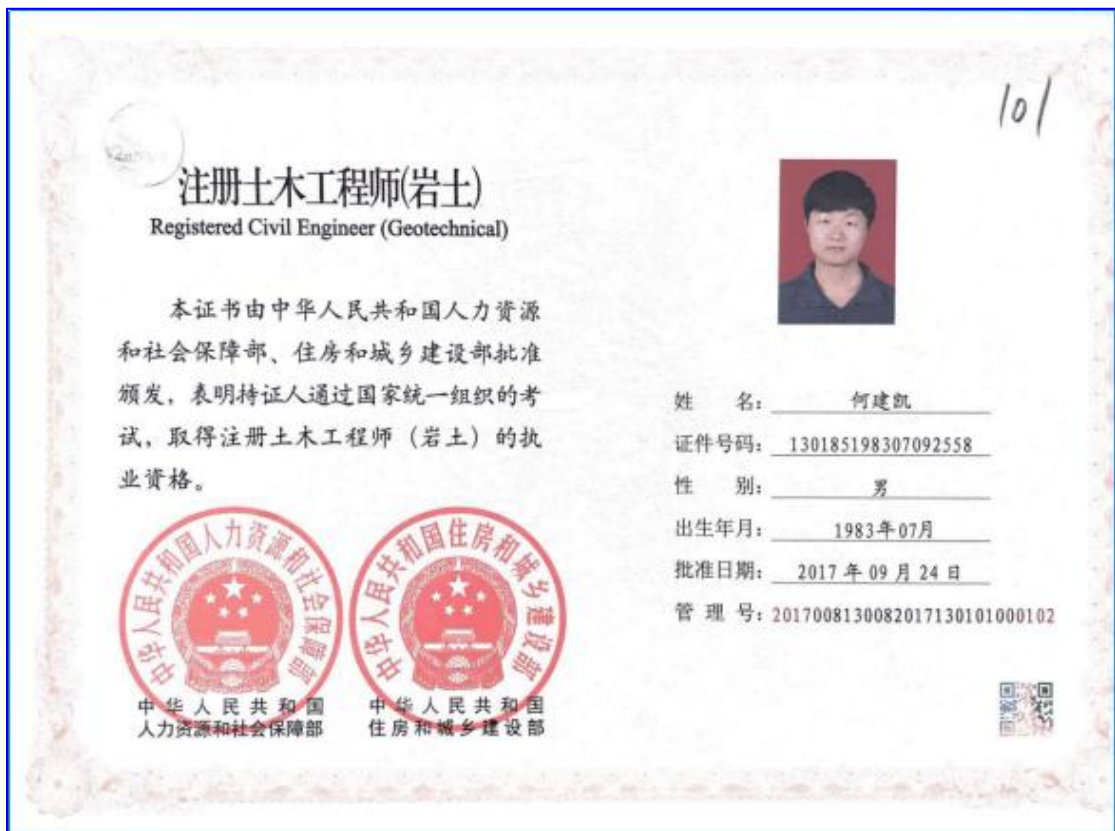 101
注册土木工程师(岩土)
Registered Civil Engineer (Geotechnical)
本证书由中华人民共和国人力资源
和社会保障部、住房和城乡建设部批准
颁发，表明持证人通过国家统一组织的考
试，取得注册土木工程师（岩土）的执
业资格。
中华人民共和国人力资源和社会保障部
中华人民共和国住房和城乡建设部
中华人民共和国
人力资源和社会保障部
中华人民共和国
住房和城乡建设部
姓 名： 何建凯
证件号码： 130185198307092558
性 别： 男
出生年月： 1983年07月
批准日期： 2017 年 09 月 24 日
管 理 号： 2017008130082017130101000102